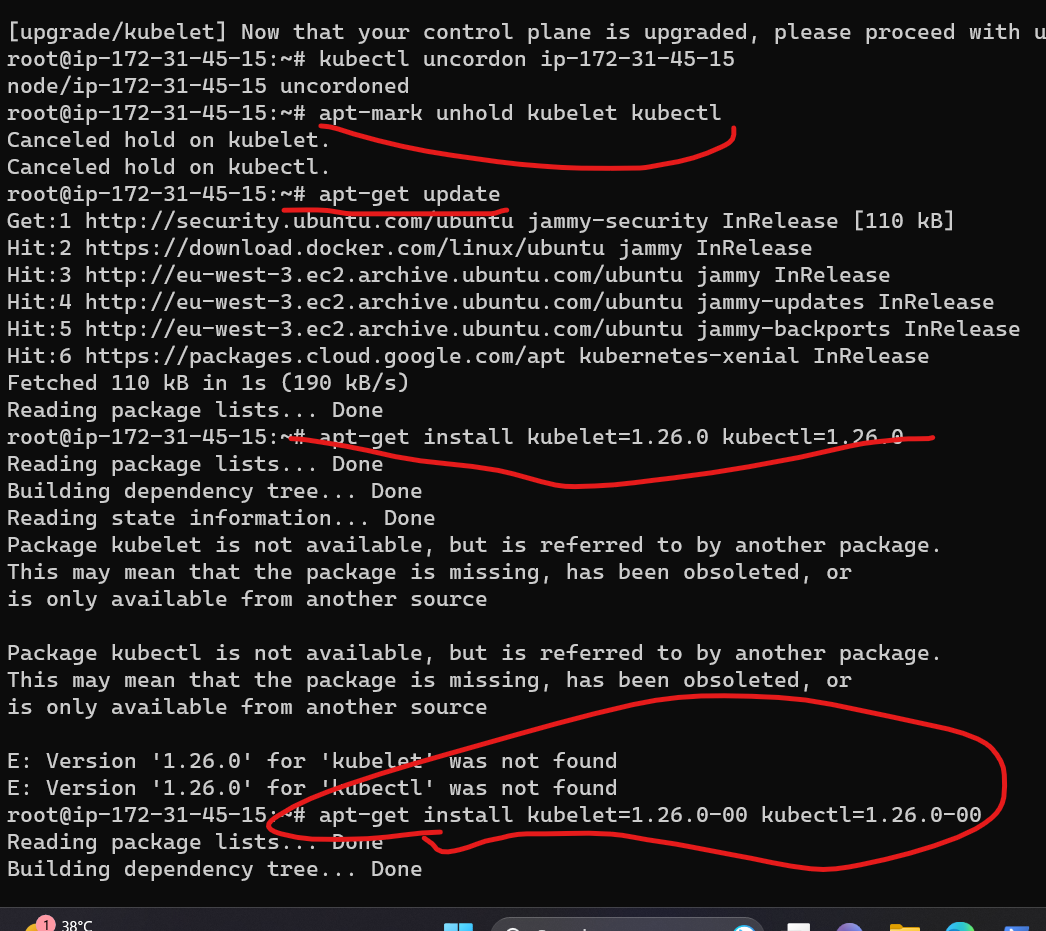 [upgrade/kubelet] Now that your control plane is upgraded, please proceed with u
root@ip-172-31-45-15:~# kubectl uncordon ip-172-31-45-15
node/ip-172-31-45-15 uncordoned
root@ip-172-31-45-15:~# apt-mark unhold kubelet kubectl
Canceled hold on kubelet.
Canceled hold on kubectl.
root@ip-172-31-45-15:~# apt-get update
Get:1 http://security.ubuntu.com/ubuntu jammy-security InRelease [110 kB]
Hit:2 https://download.docker.com/linux/ubuntu jammy InRelease
Hit:3 http://eu-west-3.ec2.archive.ubuntu.com/ubuntu jammy InRelease
Hit:4 http://eu-west-3.ec2.archive.ubuntu.com/ubuntu jammy-updates InRelease
Hit:5 http://eu-west-3.ec2.archive.ubuntu.com/ubuntu jammy-backports InRelease
Hit:6 https://packages.cloud.google.com/apt kubernetes-xenial InRelease
Fetched 110 kB in 1s (190 kB/s)
Reading package lists... Done
root@ip-172-31-45-15:~# apt-get install kubelet=1.26.0 kubectl=1.26.0
Reading package lists... Done
Building dependency tree... Done
Reading state information... Done
Package kubelet is not available, but is referred to by another package.
This may mean that the package is missing, has been obsoleted, or
is only available from another source
Package kubectl is not available, but is referred to by another package.
This may mean that the package is missing, has been obsoleted, or
is only available from another source
E: Version '1.26.0' for 'kubelet' was not found
E: Version '1.26.0' for 'kubectl' was not found
root@ip-172-31-45-15:~# apt-get install kubelet=1.26.0-00 kubectl=1.26.0-00
Reading package lists... Done
Building dependency tree... Done
1 38°C